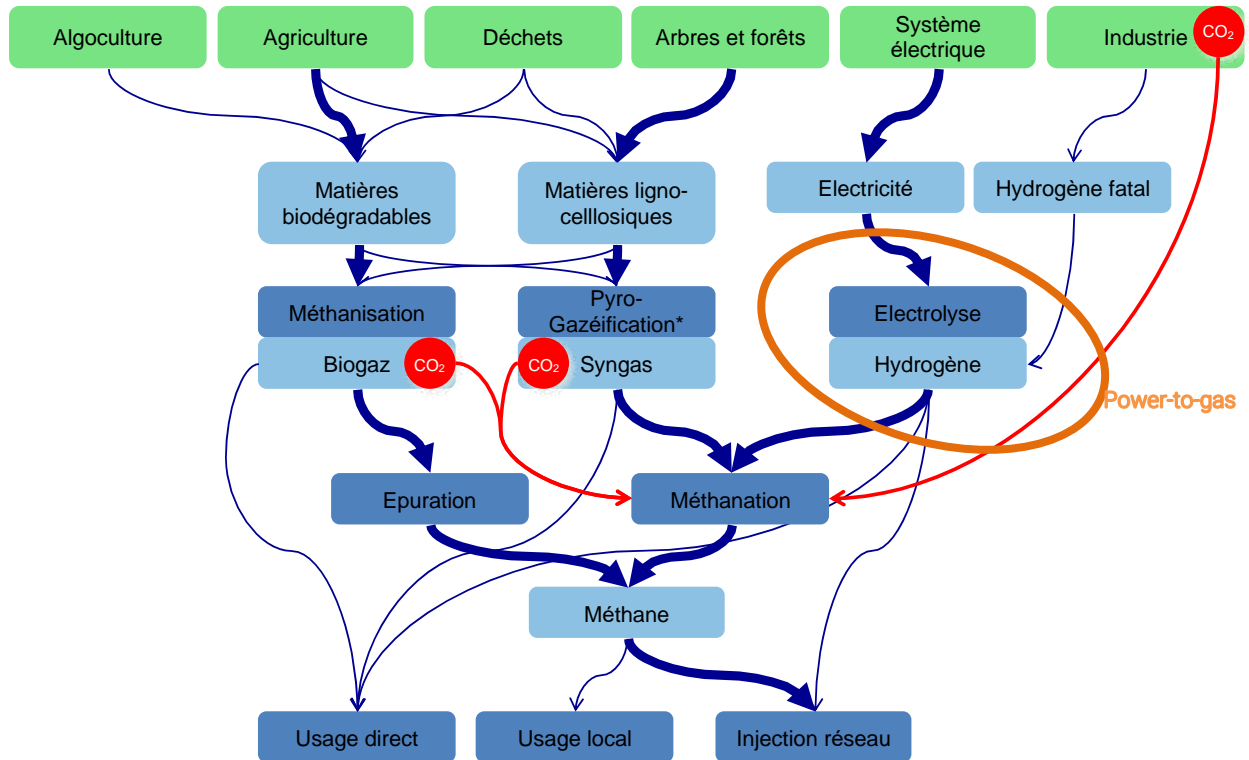 Algoculture
Agriculture
Déchets
Arbres et forêts
Système
électrique
Industrie
CO₂
Matières
biodégradables
Matières ligno-
celllosiques
Electricité
Hydrogène fatal
Méthanisation
Pyro-
Gazéification*
Electrolyse
Biogaz
CO₂
CO₂
Syngas
Hydrogène
Power-to-gas
Epuration
Méthanation
Méthane
Usage direct
Usage local
Injection réseau